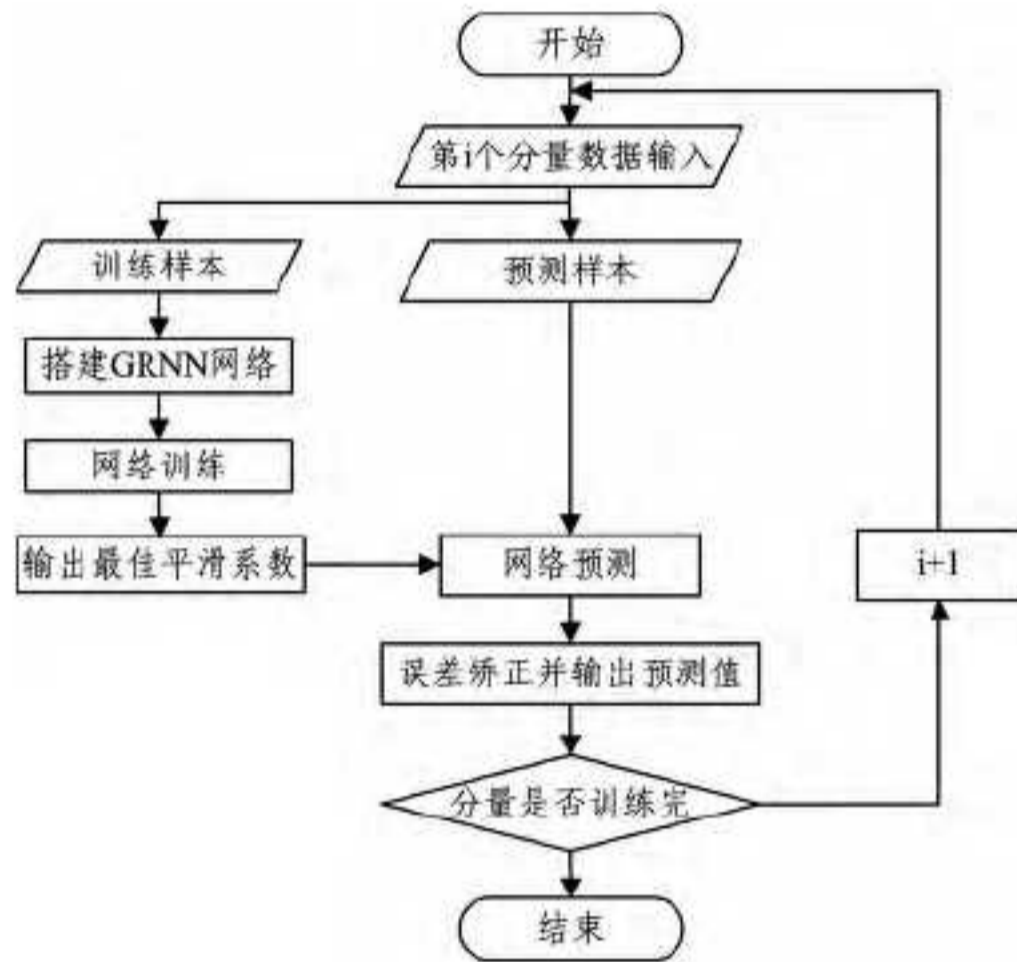 开始
第i个分量数据输入
训练样本
预测样本
搭建GRNN网络
网络训练
输出最佳平滑系数
网络预测
i+1
误差矫正并输出预测值
分量是否训练完
结束